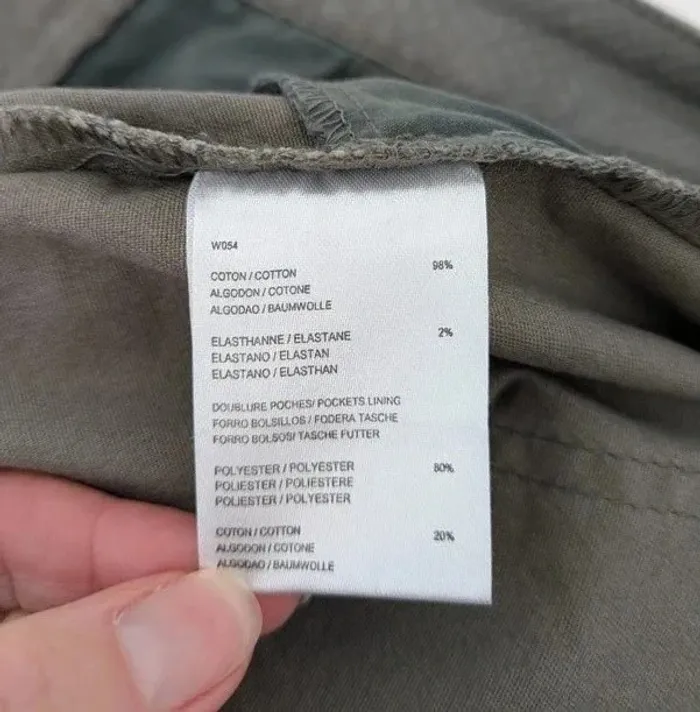 W054
COTON / COTTON 98%
ALGODON / COTONE
ALGODAO / BAUMWOLLE
ELASTHANNE / ELASTANE 2%
ELASTANO / ELASTAN
ELASTANO / ELASTHAN
DOUBLURE POCHES/ POCKETS LINING
FORRO BOLSILLOS / FODERA TASCHE
FORRO BOLSOS/ TASCHE FUTTER
POLYESTER / POLYESTER 80%
POLIESTER / POLIESTERE
POLIESTER / POLYESTER
COTON / COTTON 20%
ALGODON / COTONE
ALGODAO / BAUMWOLLE